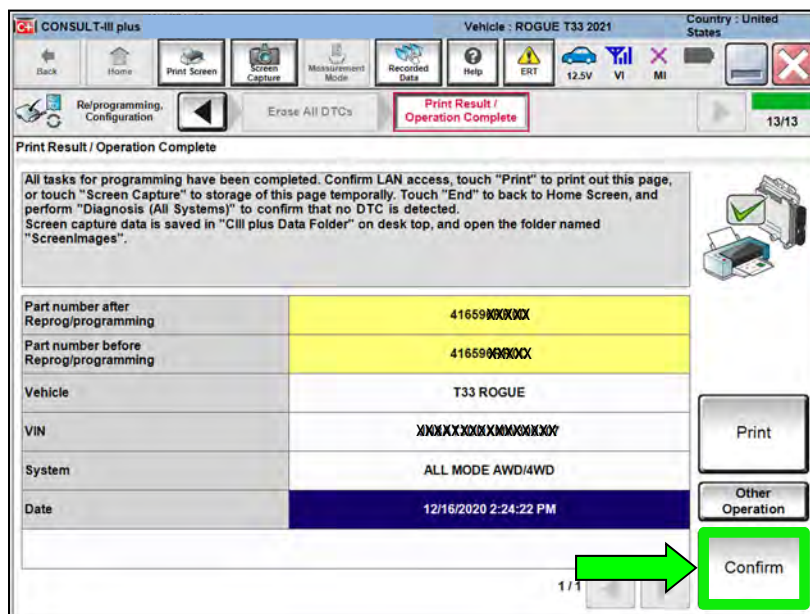 C+ CONSULT-III plus
Vehicle : ROGUE T33 2021
Country : United
States
Back
Home
Print Screen
Screen
Capture
Measurement
Mode
Recorded
Data
Help
ERT
12.5V
VI
MI
Re/programming,
Configuration
Erase All DTCs
Print Result /
Operation Complete
13/13
Print Result / Operation Complete
All tasks for programming have been completed. Confirm LAN access, touch "Print" to print out this page,
or touch "Screen Capture" to storage of this page temporally. Touch "End" to back to Home Screen, and
perform "Diagnosis (All Systems)" to confirm that no DTC is detected.
Screen capture data is saved in "CIII plus Data Folder" on desk top, and open the folder named
"ScreenImages".
Part number after
Reprog/programming
41659
Part number before
Reprog/programming
41659
Vehicle
T33 ROGUE
VIN
System
ALL MODE AWD/4WD
Date
12/16/2020 2:24:22 PM
Print
Other
Operation
Confirm
1/1